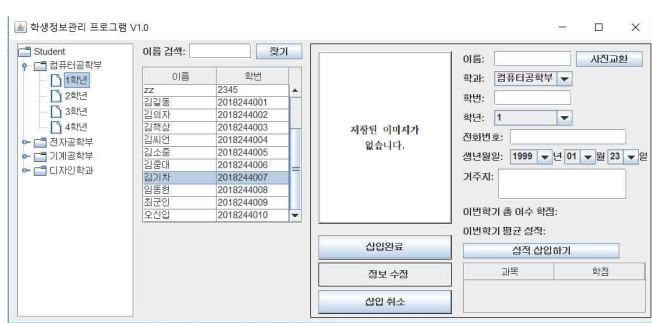 학생정보관리 프로그램 V1.0
Student
컴퓨터공학부
1학년
2학년
3학년
4학년
전자공학부
기계공학부
디자인학과
이름 검색: 찾기
이름 학번
zz 2345
김길동 2018244001
김의자 2018244002
김책상 2018244003
김씨언 2018244004
김소중 2018244005
김중대 2018244006
김기차 2018244007
임동현 2018244008
최군인 2018244009
오신입 2018244010
저장된 이미지가
없습니다.
삽입완료
정보 수정
삽입 취소
이름: 사진교환
학과: 컴퓨터공학부
학번:
학년: 1
전화번호:
생년월일: 1999 년 01 월 23 일
거주지:
이번학기 총 이수 학점:
이번학기 평균 성적:
성적 삽입하기
과목 학점